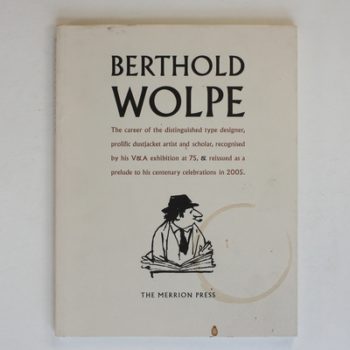 BERTHOLD
WOLPE
The career of the distinguished type designer,
prolific dustjacket artist and scholar, recognised
by his V&A exhibition at 75, & reissued as a
prelude to his centenary celebrations in 2005.
THE MERRION PRESS